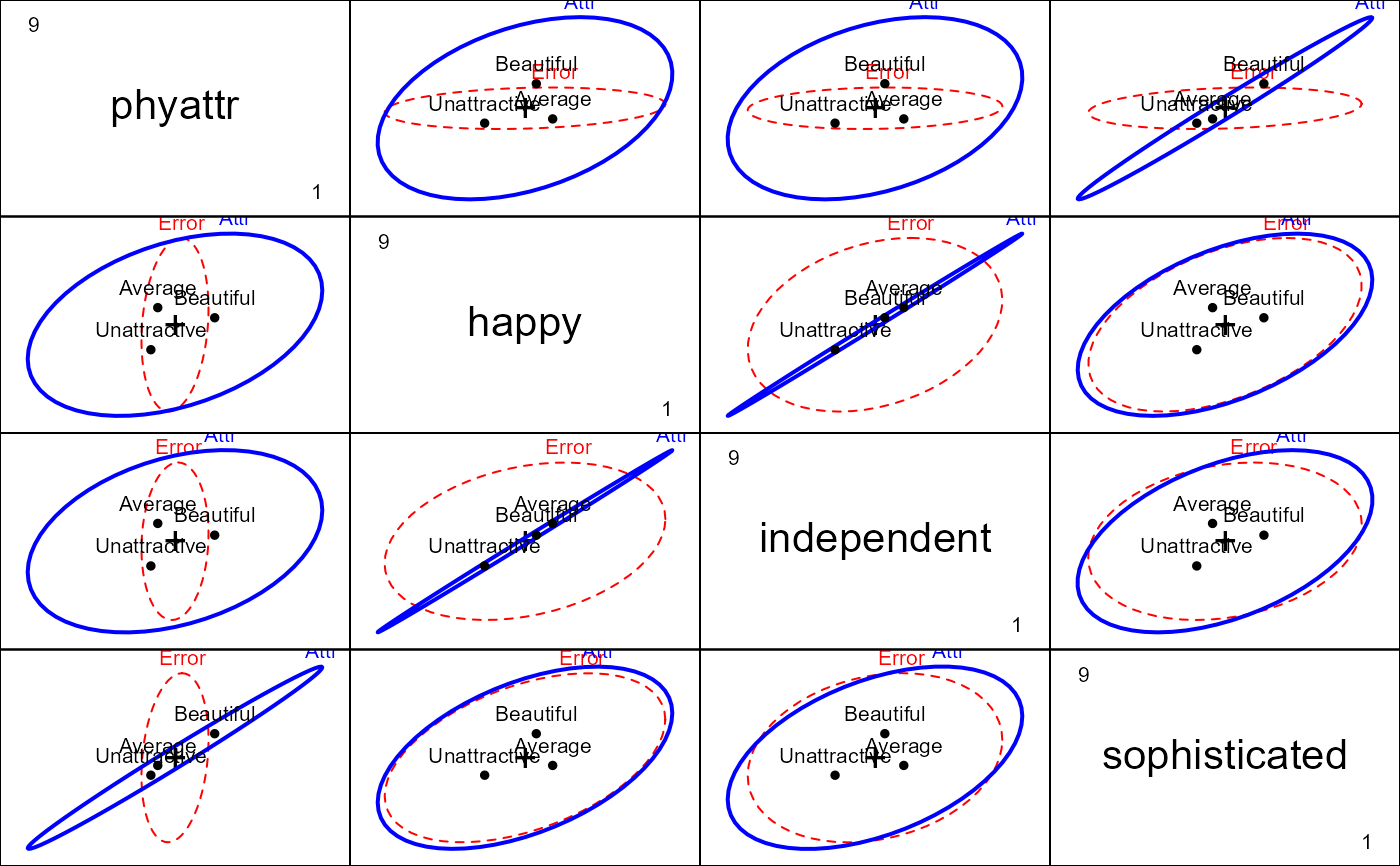 9
phyattr
1
Attr
Beautiful
Error
Unattractive
Average
Attr
Beautiful
Error
Unattractive
Average
Attr
Beautiful
Error
Unattractive
Average
Error
Attr
Average
Beautiful
Unattractive
9
happy
1
Error
Attr
Average
Beautiful
Unattractive
Error
Attr
Average
Beautiful
Unattractive
Error
Attr
Average
Beautiful
Unattractive
Error
Attr
Average
Beautiful
Unattractive
9
independent
1
Error
Attr
Average
Beautiful
Unattractive
Error
Attr
Beautiful
Average
Unattractive
Error
Attr
Beautiful
Average
Unattractive
Error
Attr
Beautiful
Average
Unattractive
9
sophisticated
1